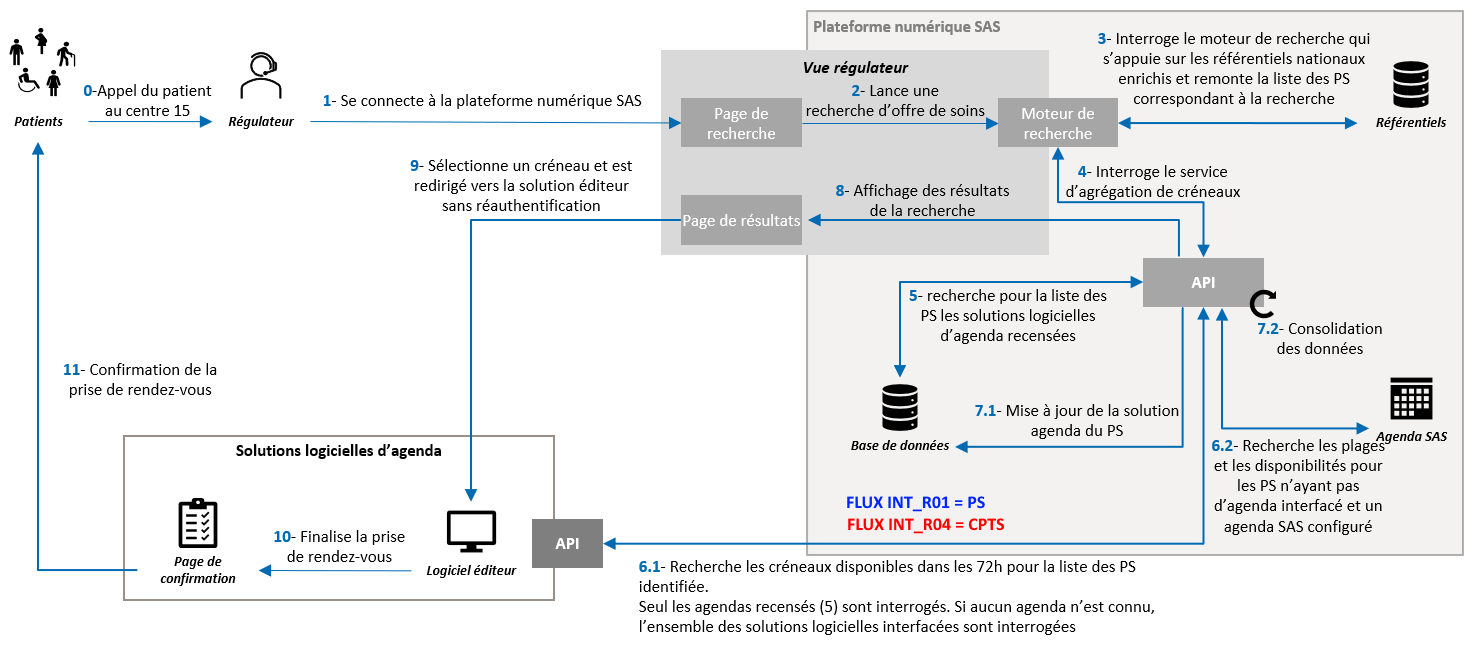 Plateforme numérique SAS
Vue régulateur
Patients
0-Appel du patient
au centre 15
Régulateur
1- Se connecte à la plateforme numérique SAS
Page de
recherche
2- Lance une
recherche d'offre de soins
Moteur de
recherche
3- Interroge le moteur de recherche qui
s'appuie sur les référentiels nationaux
enrichis et remonte la liste des PS
correspondant à la recherche
Référentiels
4- Interroge le service
d'agrégation de créneaux
9- Sélectionne un créneau et est
redirigé vers la solution éditeur
sans réauthentification
Page de résultats
8- Affichage des résultats
de la recherche
API
5- recherche pour la liste des
PS les solutions logicielles
d'agenda recensées
7.2- Consolidation
des données
11- Confirmation de la
prise de rendez-vous
Base de données
7.1- Mise à jour de la solution
agenda du PS
Agenda SAS
6.2- Recherche les plages
et les disponibilités pour
les PS n'ayant pas
d'agenda interfacé et un
agenda SAS configuré
Solutions logicielles d'agenda
FLUX INT_R01 = PS
FLUX INT_R04 = CPTS
Page de
confirmation
10- Finalise la prise
de rendez-vous
Logiciel éditeur
API
6.1- Recherche les créneaux disponibles dans les 72h pour la liste des PS
identifiée.
Seul les agendas recensés (5) sont interrogés. Si aucun agenda n'est connu,
l'ensemble des solutions logicielles interfacées sont interrogées